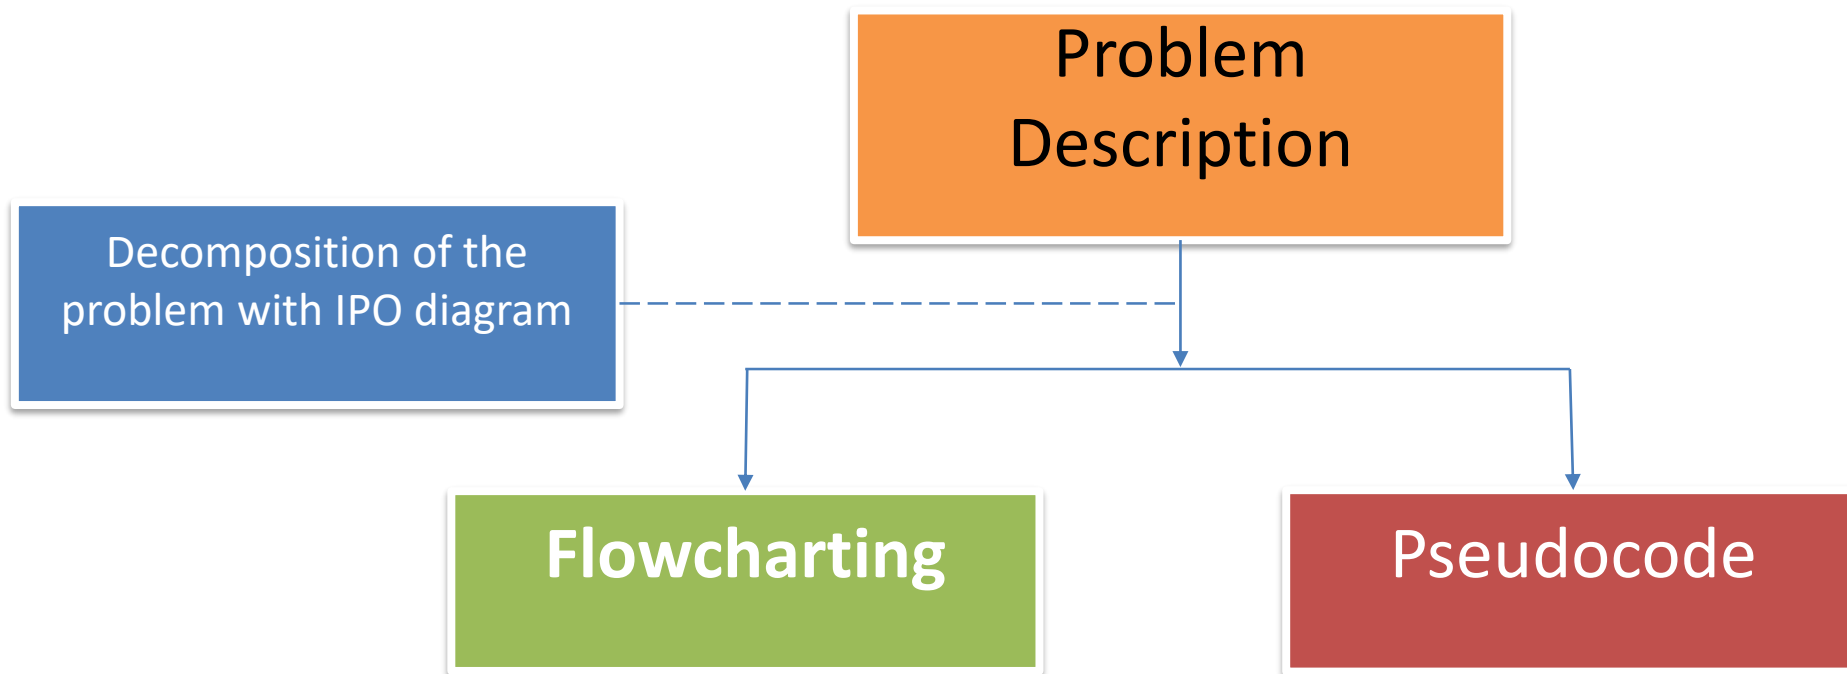 Problem
Description
Decomposition of the
problem with IPO diagram
Flowcharting
Pseudocode